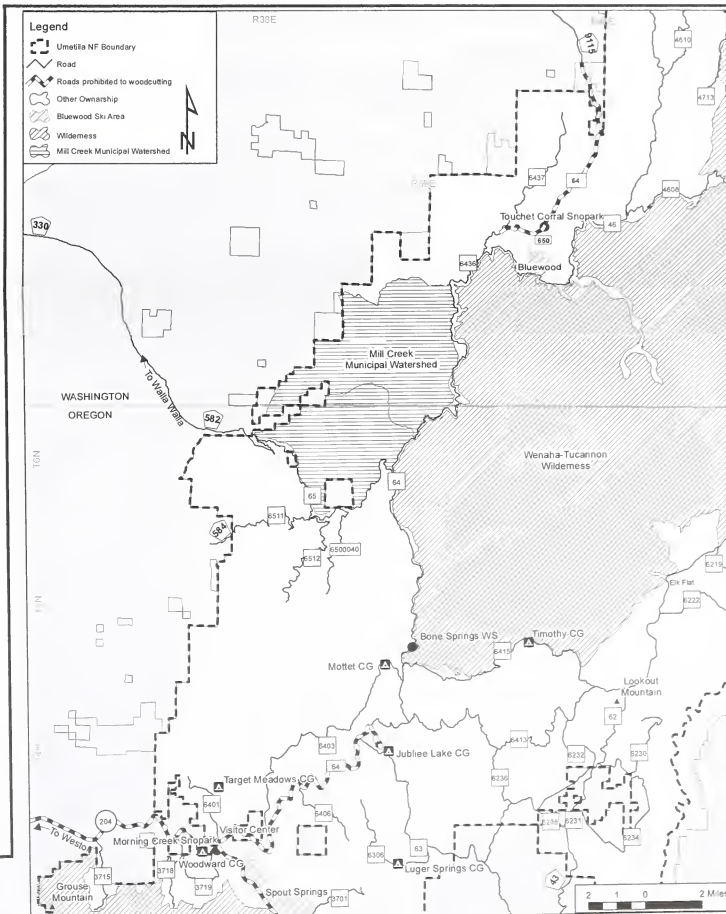 Legend
Umatilla NF Boundary
Road
Roads prohibited to woodcutting
Other Ownership
Bluewood Ski Area
Wilderness
Mill Creek Municipal Watershed
N
R38E
9115
4610
4713
6437
64
4608
330
Touchet Corral Snopark
46
650
6436
Bluewood
Mill Creek
Municipal Watershed
To Walla Walla
WASHINGTON
OREGON
582
Wenaha-Tucannon
Wilderness
65
64
6511
584
6512
6500040
6219
Elk Flat
6222
Bone Springs WS
Timothy CG
6415
Mottet CG
Lookout
Mountain
62
6403
64
Jubilee Lake CG
6413
6232
6230
Target Meadows CG
6236
6401
6406
Visitor Center
204
To Westo
Morning Creek Snopark
6231
6234
63
6306
Luger Springs CG
Woodward CG
3715
3718
3719
43
Grouse
Mountain
Spout Springs
3701
2 1 0 2 Miles